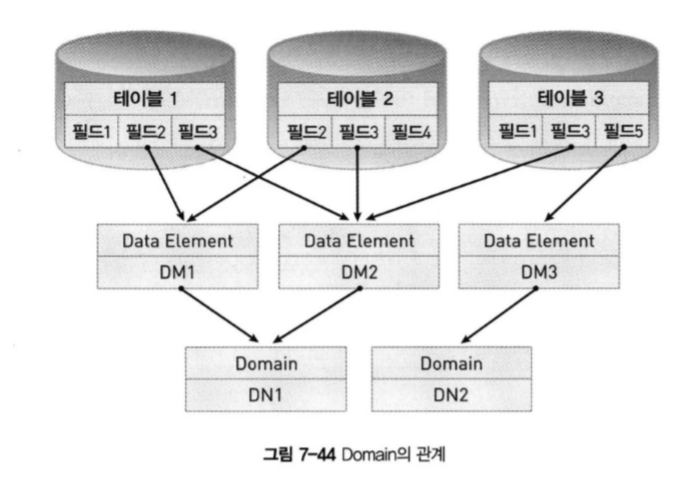 테이블 1 테이블 2 테이블 3
필드1 필드2 필드3 필드2 필드3 필드4 필드1 필드3 필드5
Data Element Data Element Data Element
DM1 DM2 DM3
Domain Domain
DN1 DN2
그림 7-44 Domain의 관계